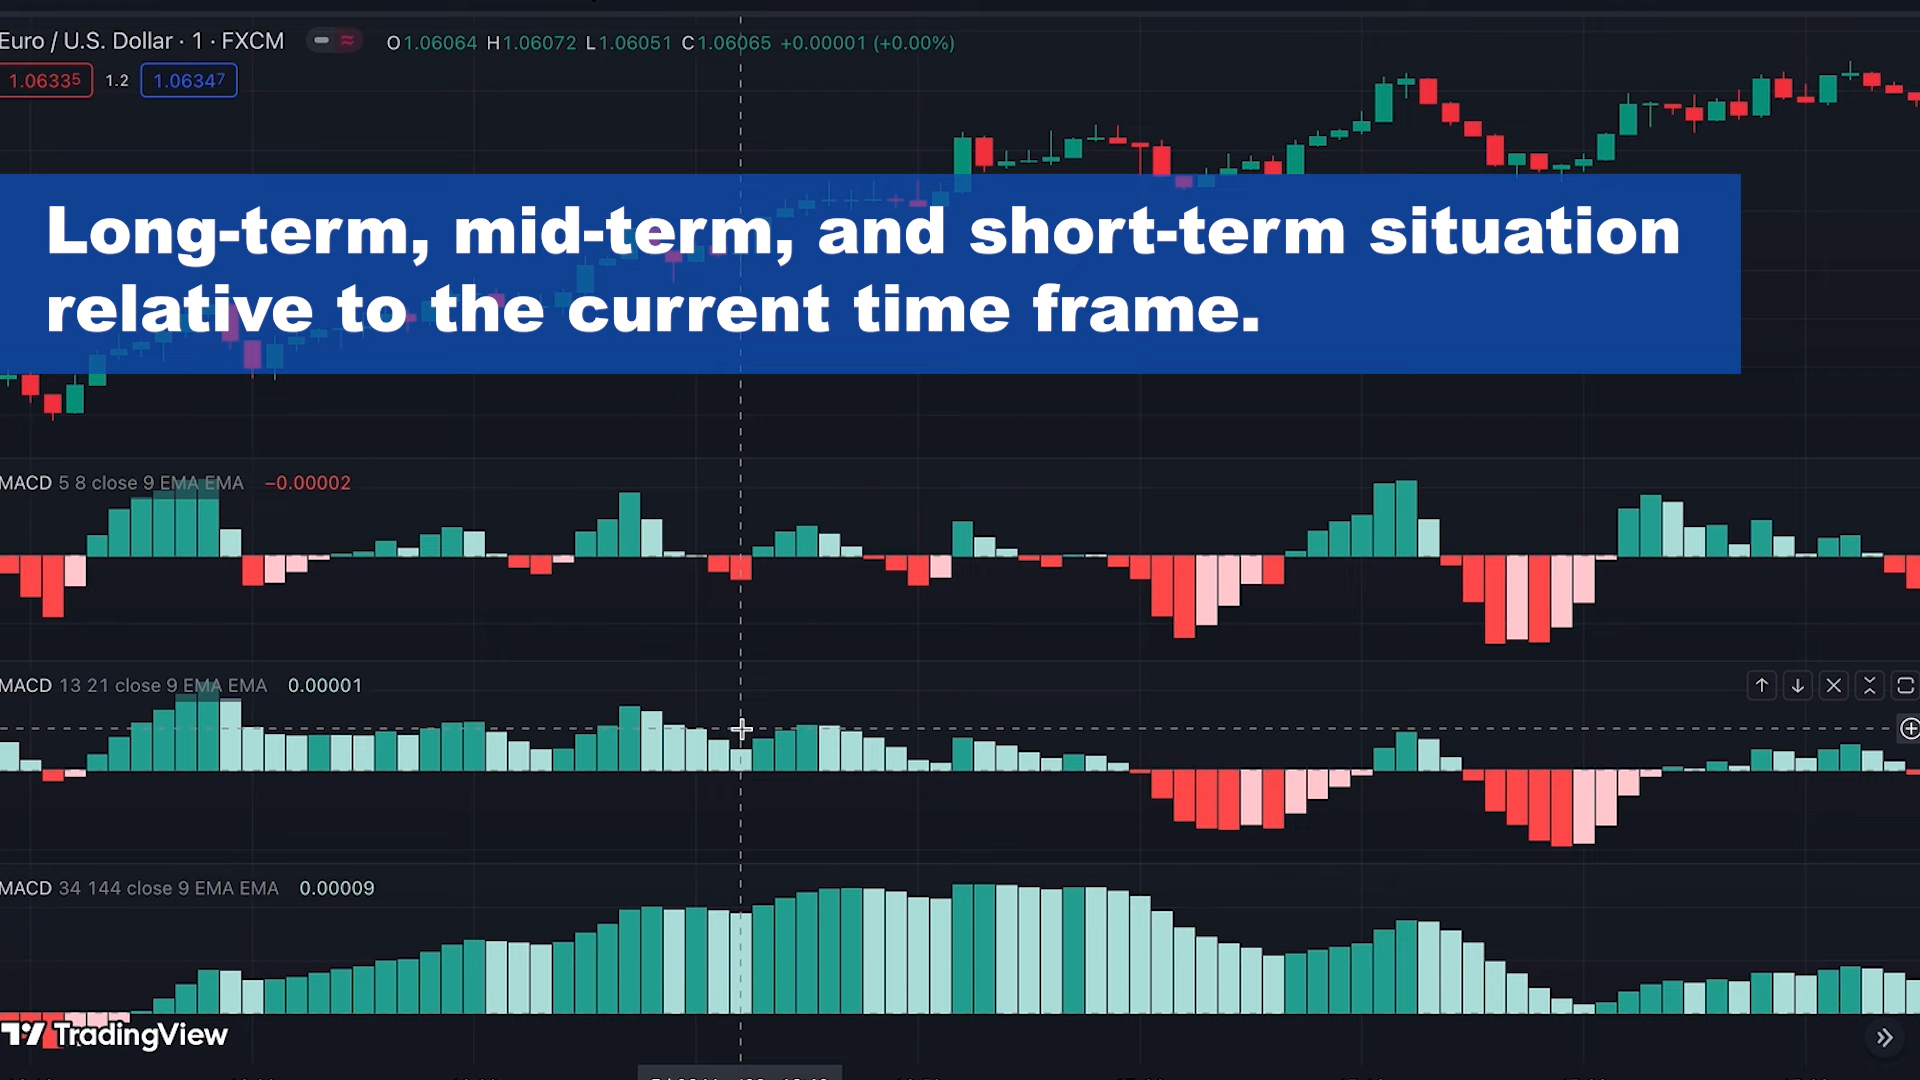 Euro / U.S. Dollar · 1 · FXCM O1.06064 H1.06072 L1.06051 C1.06065 +0.00001 (+0.00%)
1.06335 1.2 1.06347
Long-term, mid-term, and short-term situation
relative to the current time frame.
MACD 5 8 close 9 EMA EMA −0.00002
MACD 13 21 close 9 EMA EMA 0.00001
MACD 34 144 close 9 EMA EMA 0.00009
TradingView